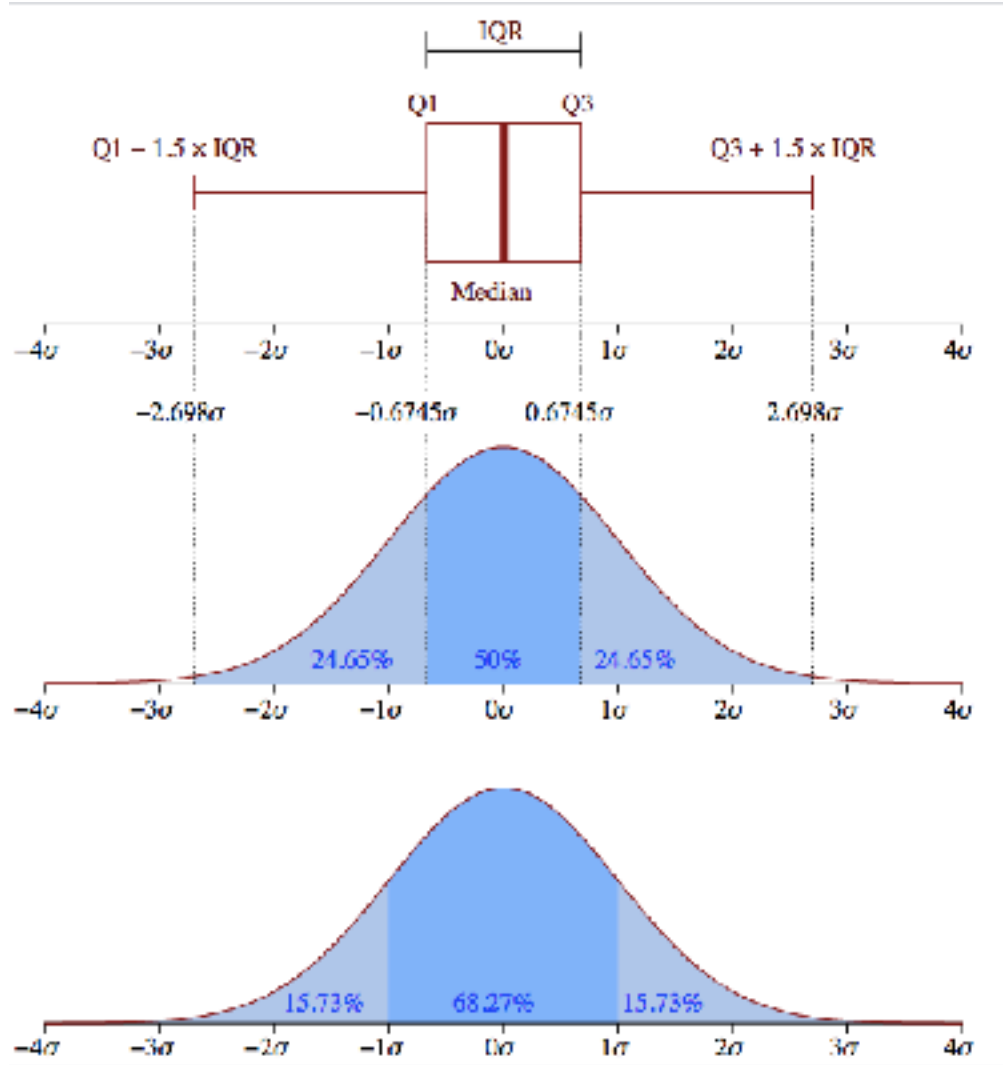 IQR
Q1 Q3
Q1 − 1.5 x IQR Q3 + 1.5 x IQR
Median
−4σ −3σ −2σ −1σ 0σ 1σ 2σ 3σ 4σ
−2.698σ −0.6745σ 0.6745σ 2.698σ
24.65% 50% 24.65%
−4σ −3σ −2σ −1σ 0σ 1σ 2σ 3σ 4σ
15.73% 68.27% 15.73%
−4σ −3σ −2σ −1σ 0σ 1σ 2σ 3σ 4σ